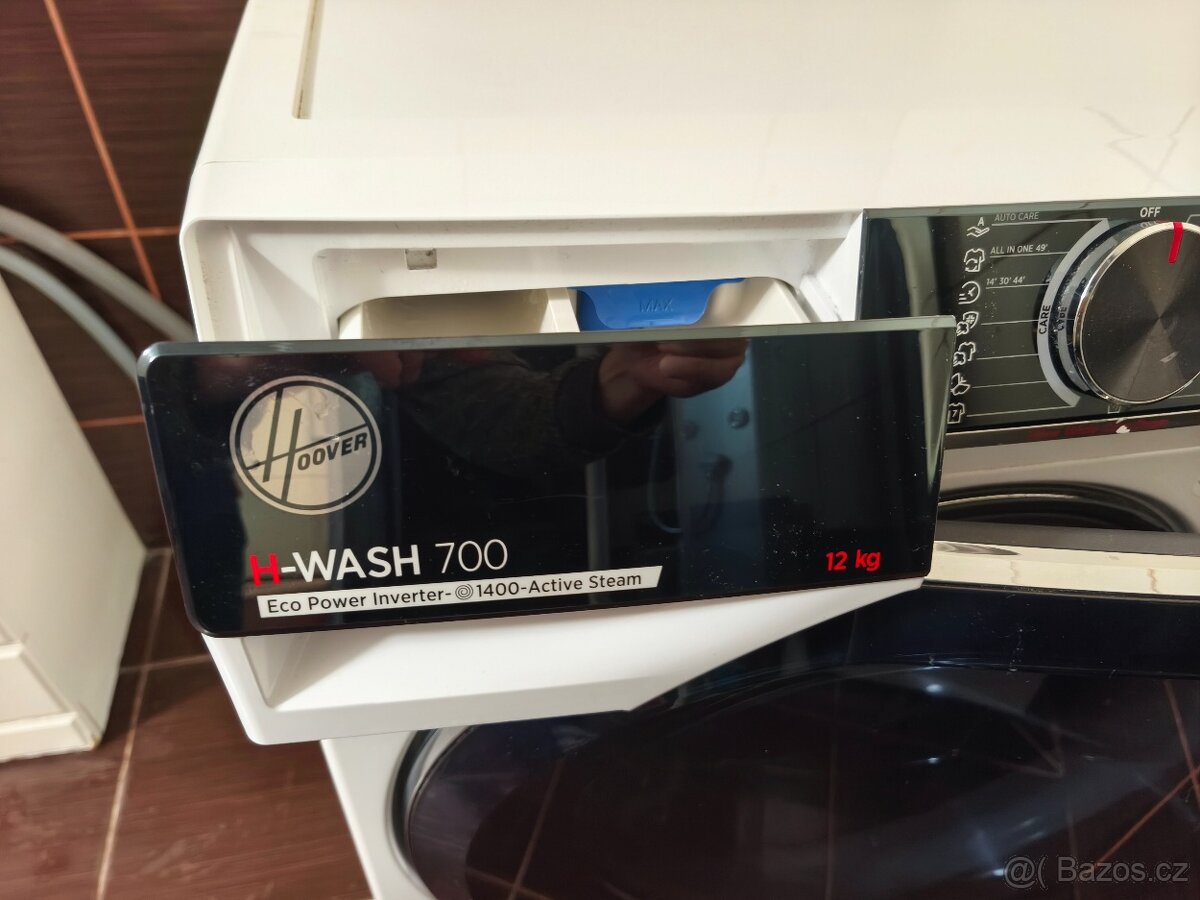 MAX
HOOVER
H-WASH 700
Eco Power Inverter-1400-Active Steam
12 kg
OFF
AUTO CARE
ALL IN ONE 49'
14' 30' 44'
CARE
@( Bazos.cz